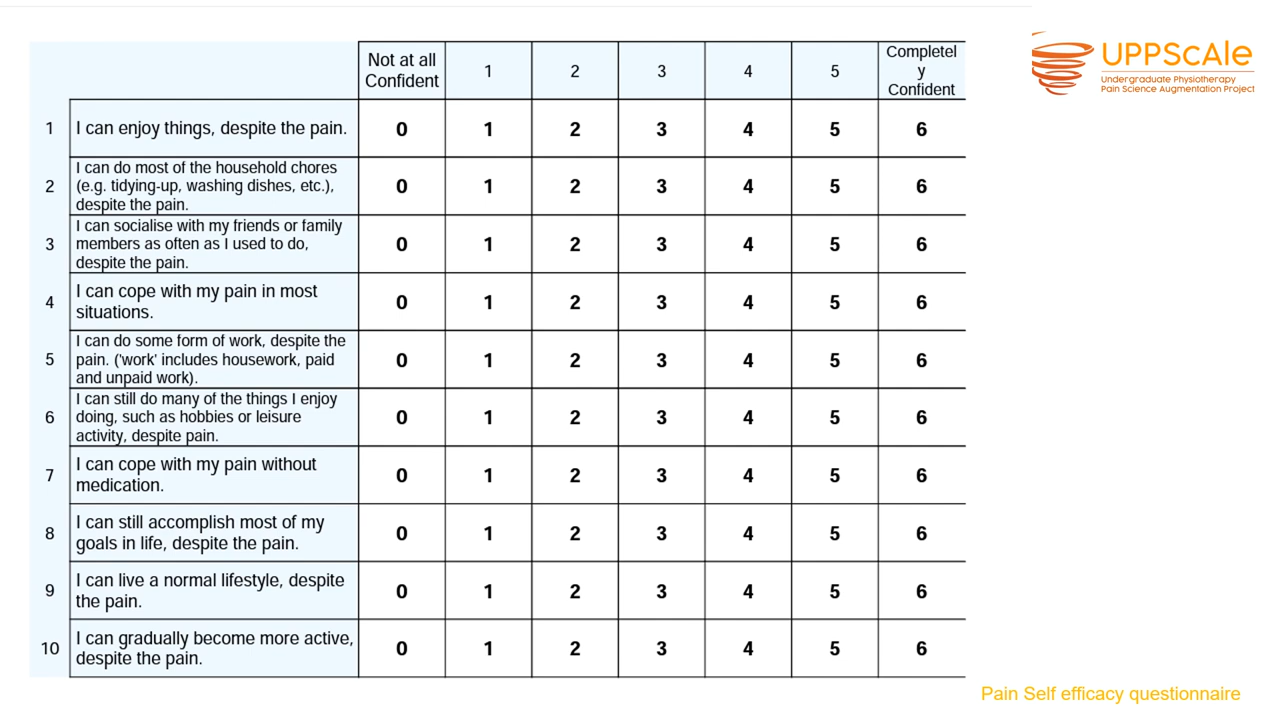 Not at all
Confident
1
2
3
4
5
Completel
y
Confident
UPPScAle
Undergraduate Physiotherapy
Pain Science Augmentation Project
1
I can enjoy things, despite the pain.
0 1 2 3 4 5 6
2
I can do most of the household chores
(e.g. tidying-up, washing dishes, etc.),
despite the pain.
0 1 2 3 4 5 6
3
I can socialise with my friends or family
members as often as I used to do,
despite the pain.
0 1 2 3 4 5 6
4
I can cope with my pain in most
situations.
0 1 2 3 4 5 6
5
I can do some form of work, despite the
pain. ('work' includes housework, paid
and unpaid work).
0 1 2 3 4 5 6
6
I can still do many of the things I enjoy
doing, such as hobbies or leisure
activity, despite pain.
0 1 2 3 4 5 6
7
I can cope with my pain without
medication.
0 1 2 3 4 5 6
8
I can still accomplish most of my
goals in life, despite the pain.
0 1 2 3 4 5 6
9
I can live a normal lifestyle, despite
the pain.
0 1 2 3 4 5 6
10
I can gradually become more active,
despite the pain.
0 1 2 3 4 5 6
Pain Self efficacy questionnaire